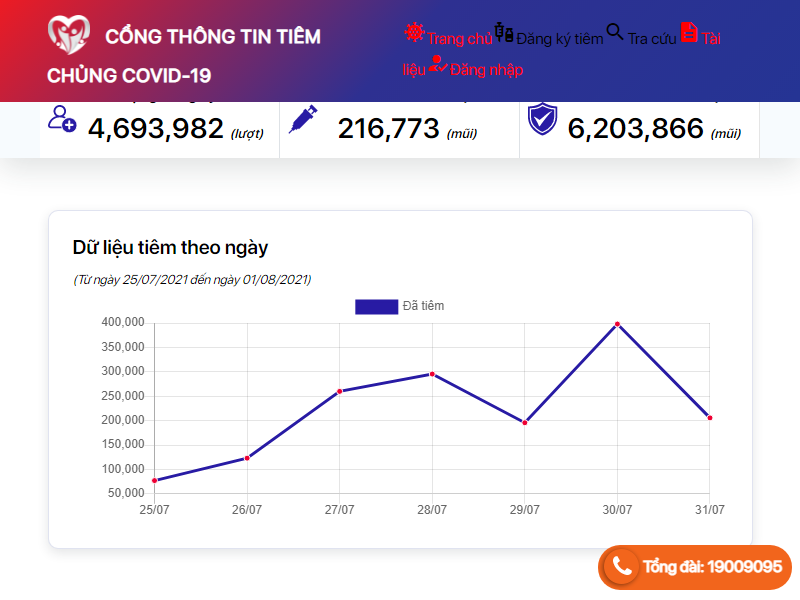 CỔNG THÔNG TIN TIÊM
CHỦNG COVID-19
Trang chủ Đăng ký tiêm Tra cứu Tài
liệu Đăng nhập
4,693,982 (lượt)
216,773 (mũi)
6,203,866 (mũi)
Dữ liệu tiêm theo ngày
(Từ ngày 25/07/2021 đến ngày 01/08/2021)
Đã tiêm
400,000
350,000
300,000
250,000
200,000
150,000
100,000
50,000
25/07 26/07 27/07 28/07 29/07 30/07 31/07
Tổng đài: 19009095